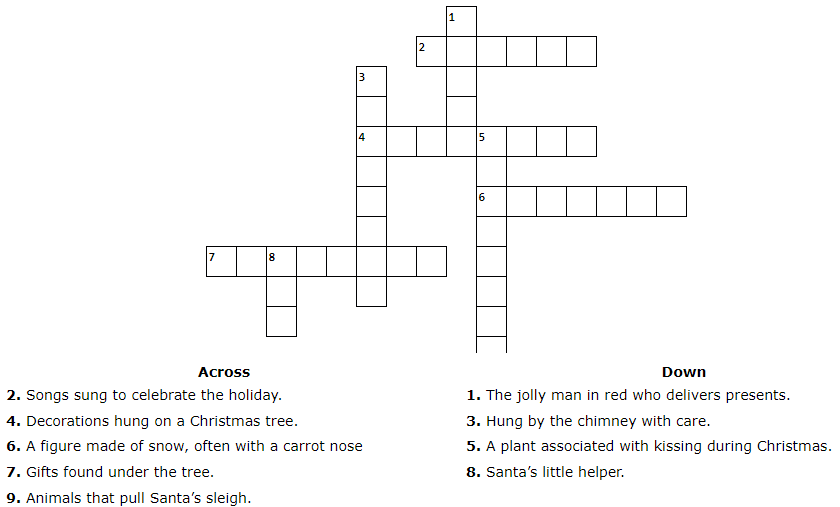 1
2
3
4 5
6
7 8
Across Down
2. Songs sung to celebrate the holiday. 1. The jolly man in red who delivers presents.
4. Decorations hung on a Christmas tree. 3. Hung by the chimney with care.
6. A figure made of snow, often with a carrot nose 5. A plant associated with kissing during Christmas.
7. Gifts found under the tree. 8. Santa’s little helper.
9. Animals that pull Santa’s sleigh.